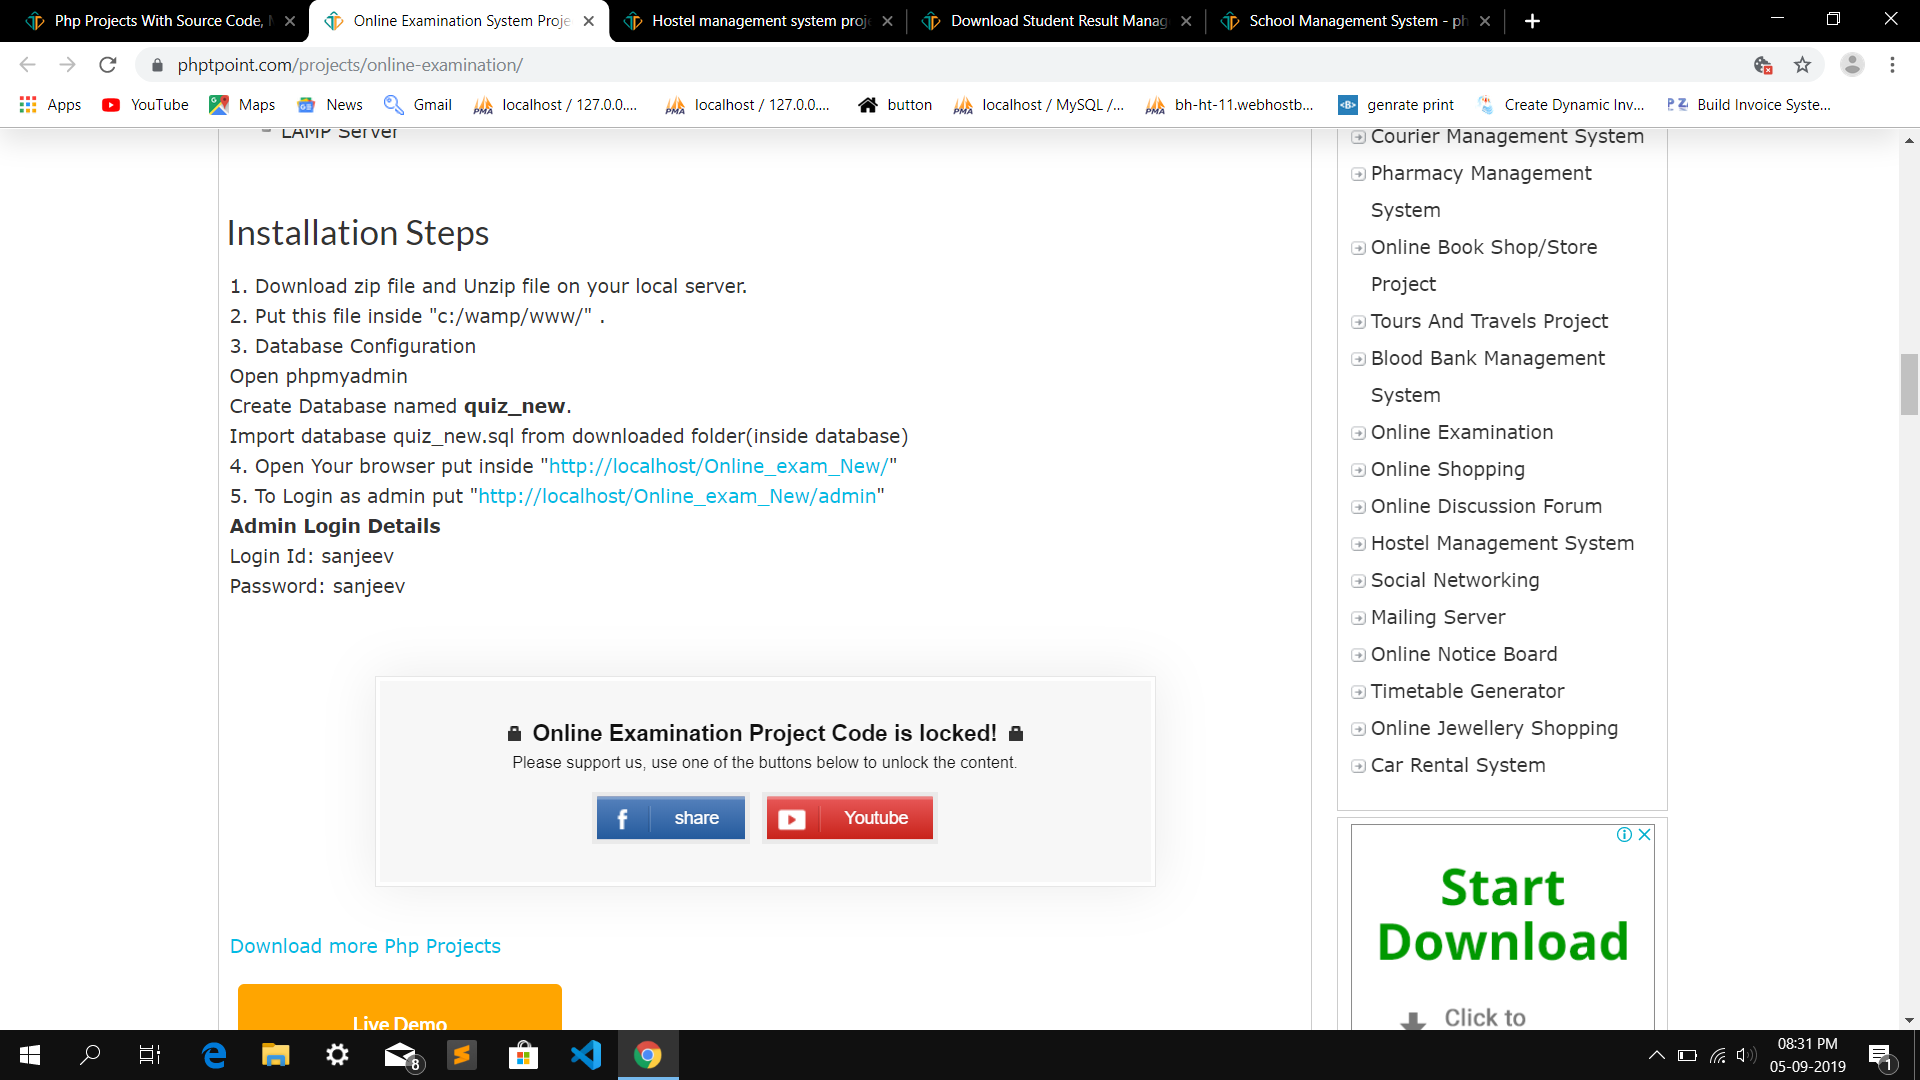 Php Projects With Source Code,
Online Examination System Proje
Hostel management system proj
Download Student Result Manag
School Management System - ph
phptpoint.com/projects/online-examination/
Apps
YouTube
Maps
News
Gmail
localhost / 127.0.0....
localhost / 127.0.0....
button
localhost / MySQL /...
bh-ht-11.webhostb...
genrate print
Create Dynamic Inv...
Build Invoice Syste...
LAMP Server
Installation Steps
1. Download zip file and Unzip file on your local server.
2. Put this file inside "c:/wamp/www/" .
3. Database Configuration
Open phpmyadmin
Create Database named quiz_new.
Import database quiz_new.sql from downloaded folder(inside database)
4. Open Your browser put inside "http://localhost/Online_exam_New/"
5. To Login as admin put "http://localhost/Online_exam_New/admin"
Admin Login Details
Login Id: sanjeev
Password: sanjeev
Online Examination Project Code is locked!
Please support us, use one of the buttons below to unlock the content.
share
Youtube
Download more Php Projects
Live Demo
Courier Management System
Pharmacy Management
System
Online Book Shop/Store
Project
Tours And Travels Project
Blood Bank Management
System
Online Examination
Online Shopping
Online Discussion Forum
Hostel Management System
Social Networking
Mailing Server
Online Notice Board
Timetable Generator
Online Jewellery Shopping
Car Rental System
Start
Download
Click to
8
08:31 PM
05-09-2019
1